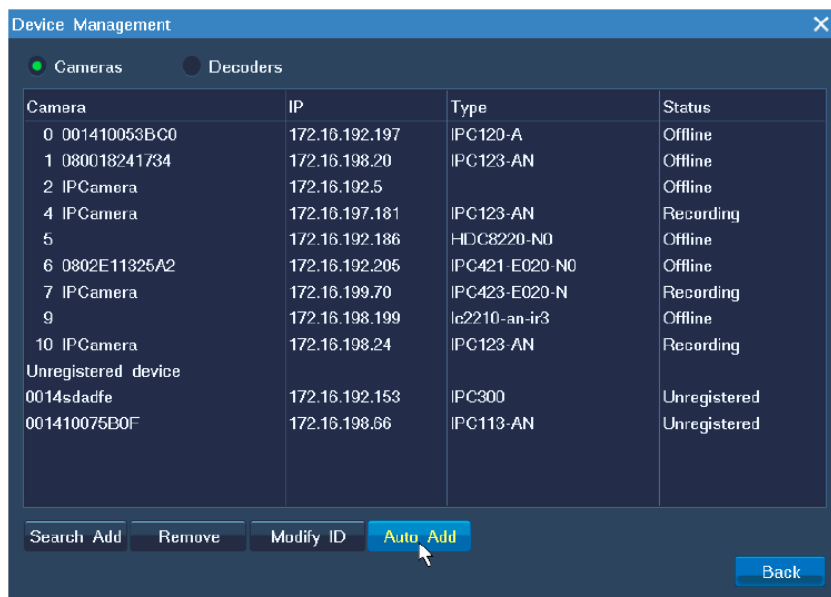 Device Management
Cameras Decoders
Camera IP Type Status
0 001410053BC0 172.16.192.197 IPC120-A Offline
1 080018241734 172.16.198.20 IPC123-AN Offline
2 IPCamera 172.16.192.5 Offline
4 IPCamera 172.16.197.181 IPC123-AN Recording
5 172.16.192.186 HDC8220-N0 Offline
6 0802E11325A2 172.16.192.205 IPC421-E020-N0 Offline
7 IPCamera 172.16.199.70 IPC423-E020-N Recording
9 172.16.198.199 Ic2210-an-ir3 Offline
10 IPCamera 172.16.198.24 IPC123-AN Recording
Unregistered device
0014sdadfe 172.16.192.153 IPC300 Unregistered
001410075B0F 172.16.198.66 IPC113-AN Unregistered
Search Add Remove Modify ID Auto Add
Back